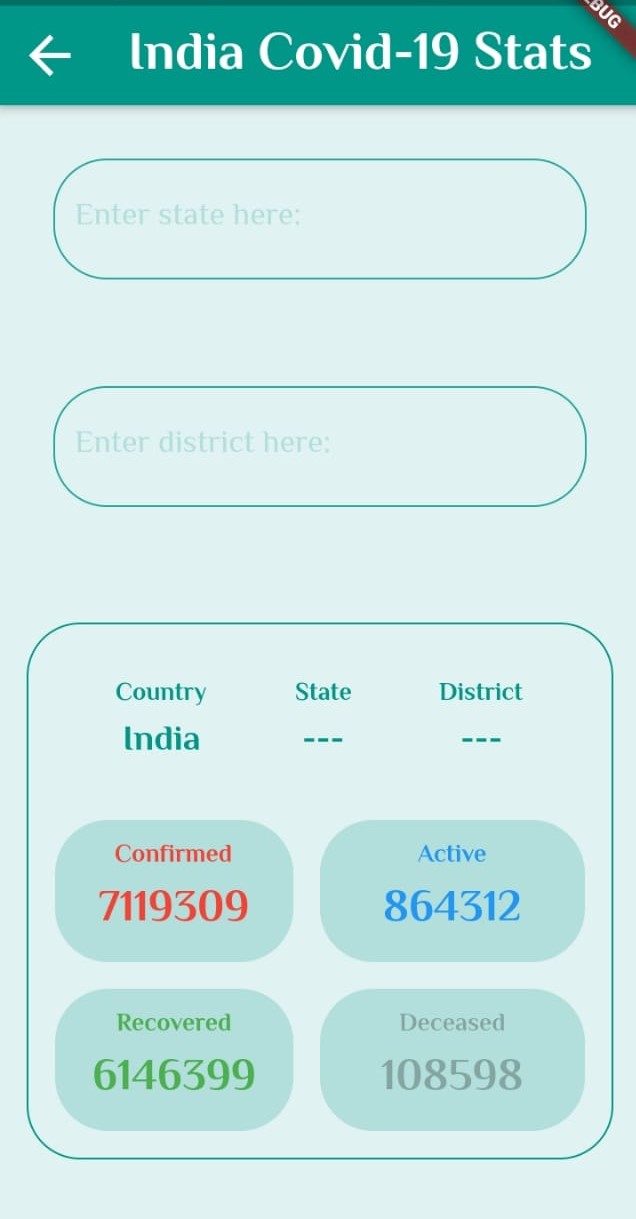 India Covid-19 Stats
BUG
Enter state here:
Enter district here:
Country State District
India --- ---
Confirmed Active
7119309 864312
Recovered Deceased
6146399 108598